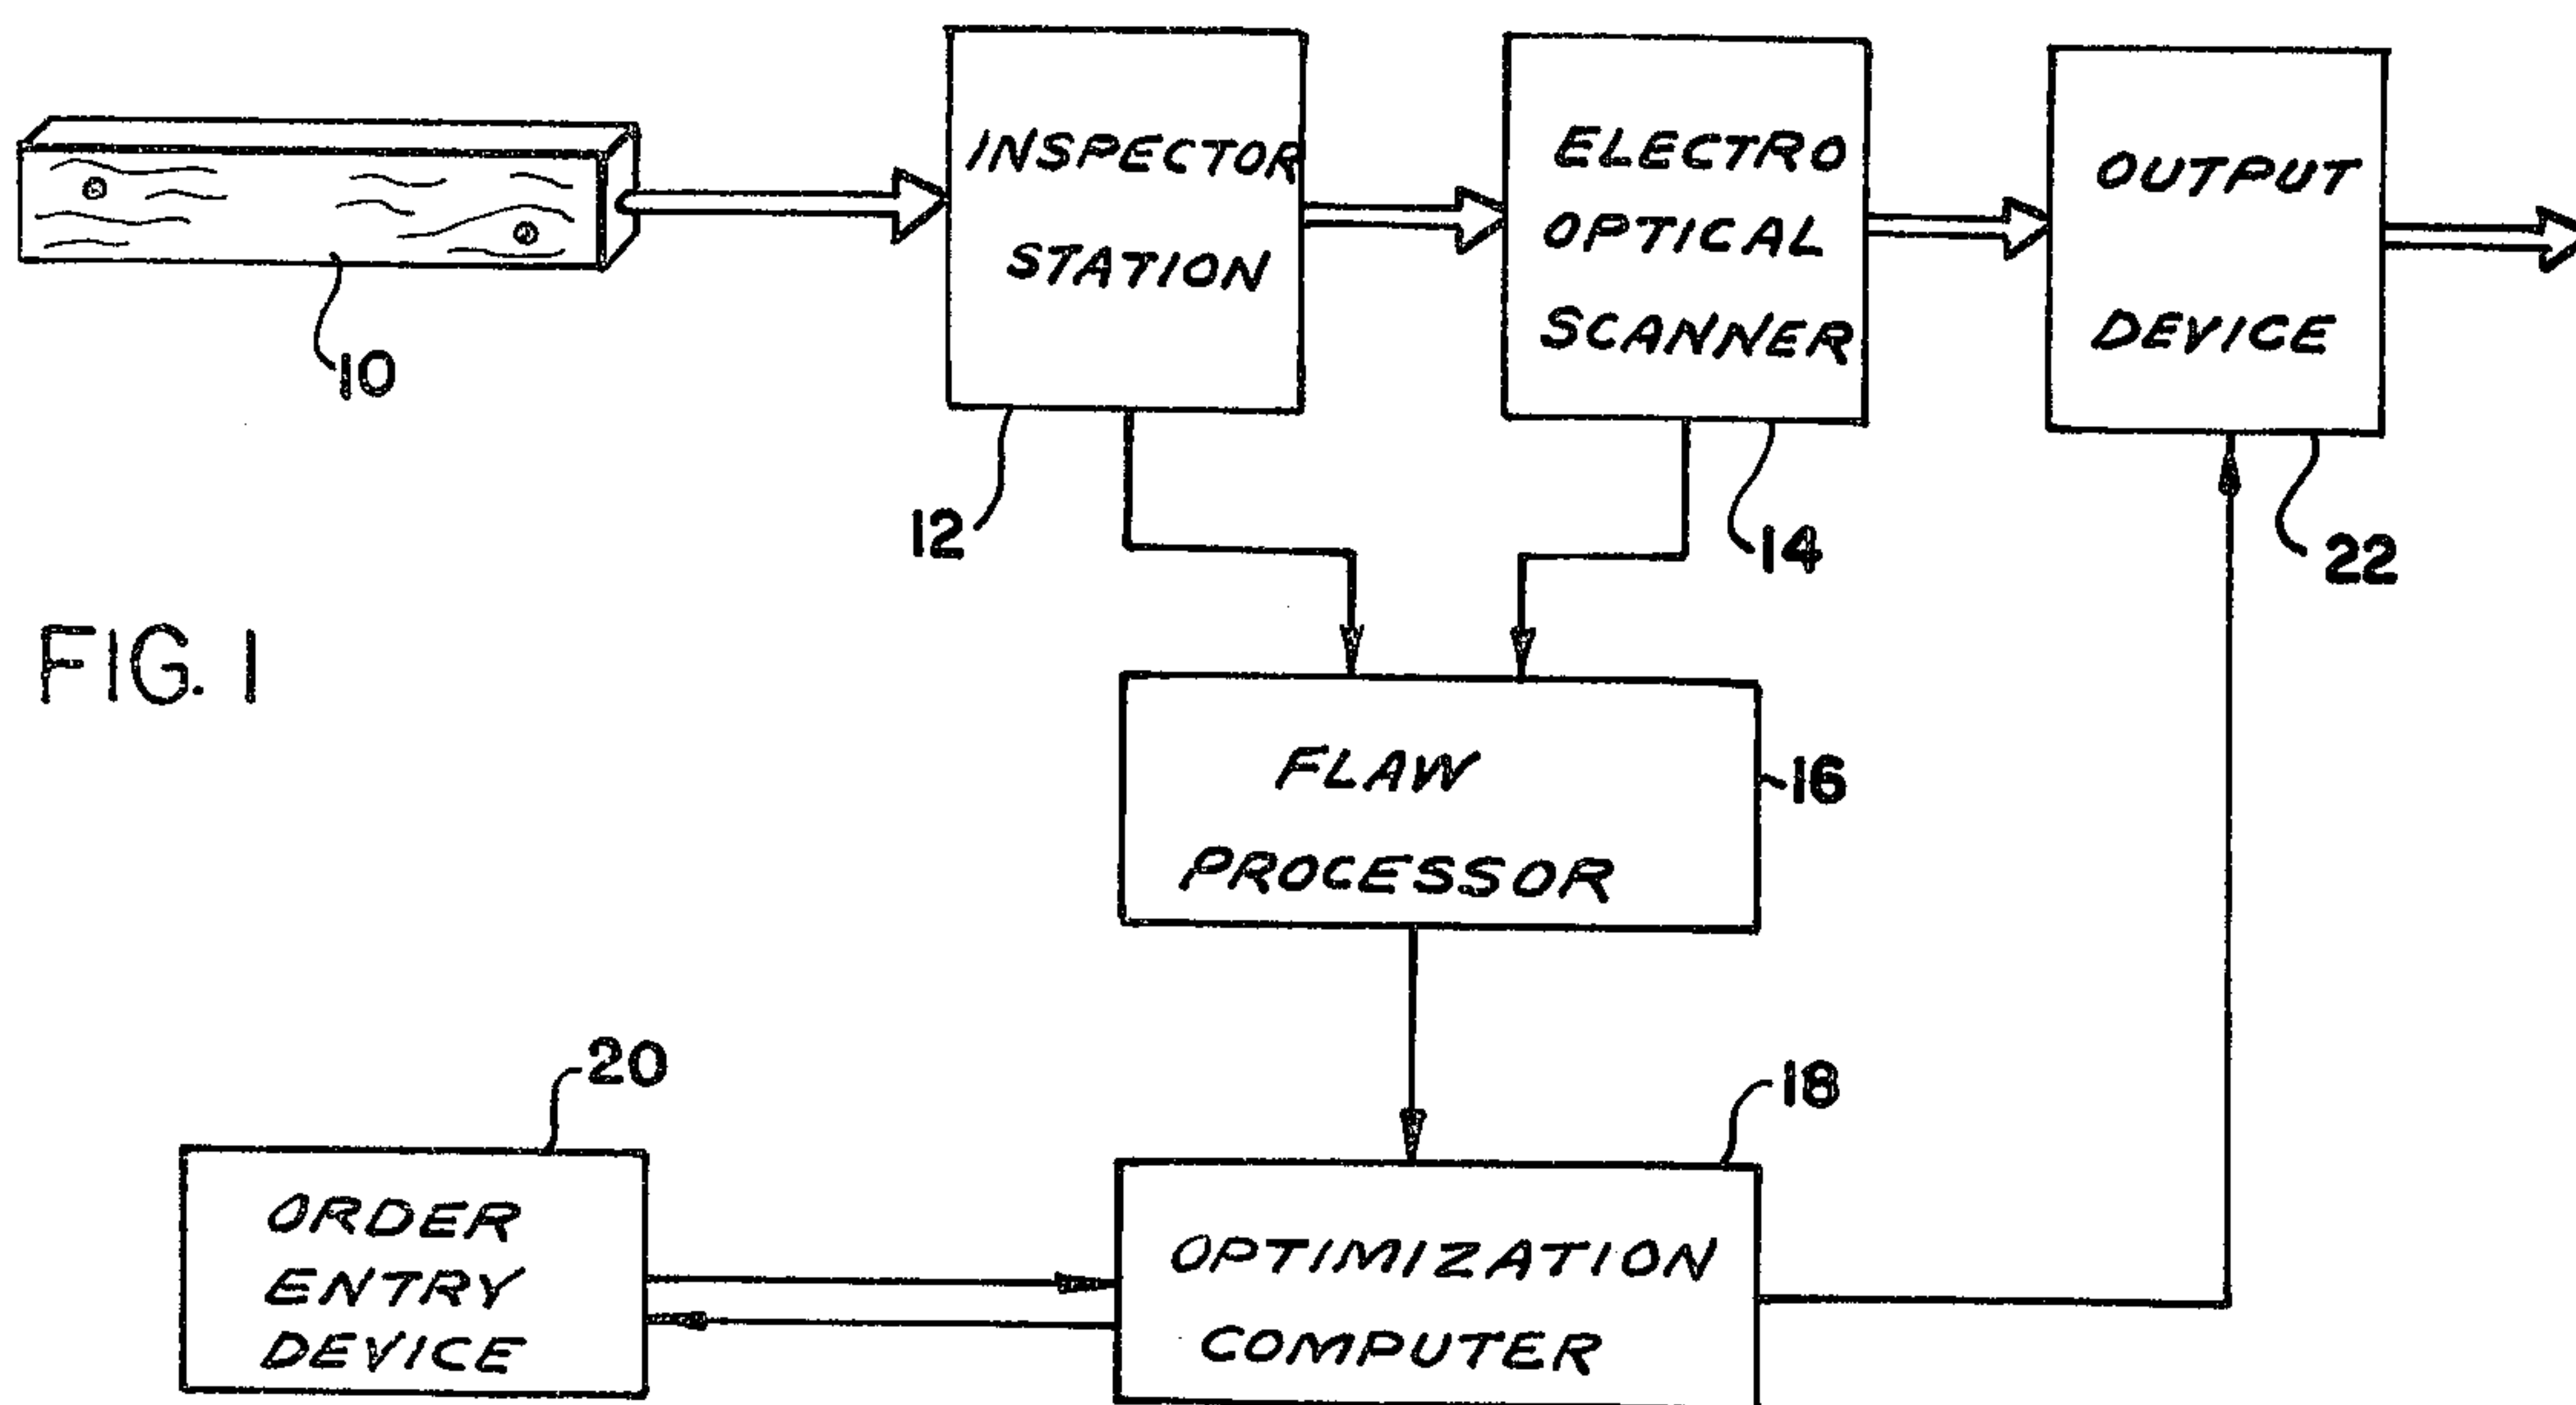 INSPECTOR
STATION
ELECTRO
OPTICAL
SCANNER
OUTPUT
DEVICE
10
12
14
22
FIG. 1
FLAW
PROCESSOR
16
20
18
ORDER
ENTRY
DEVICE
OPTIMIZATION
COMPUTER